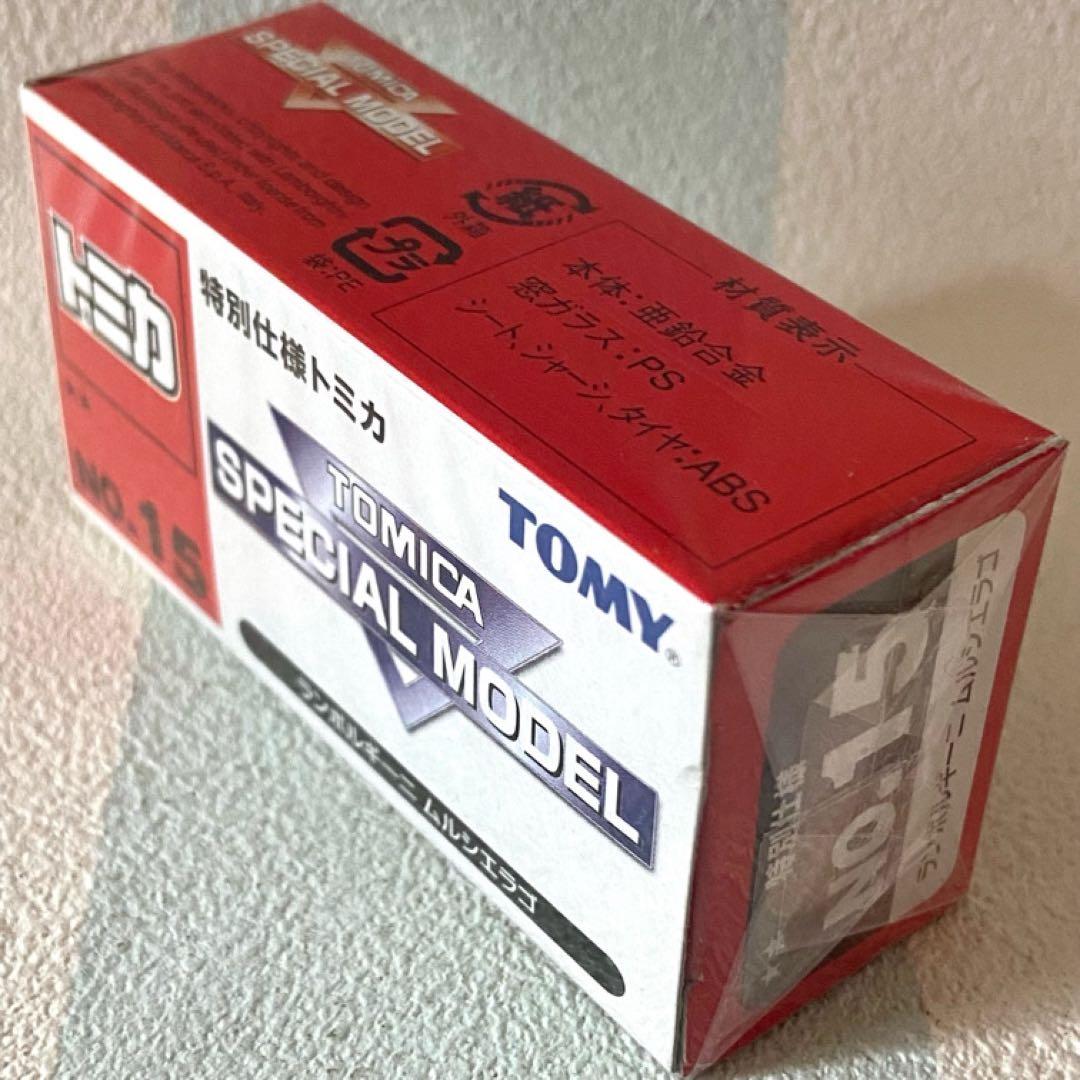 TOMICA
SPECIAL MODEL
外箱
紙
袋:PE
材質表示
本体:亜鉛合金
窓ガラス:PS
シート、シャーシ、タイヤ:ABS
トミカ
NO.15
特別仕様トミカ
TOMICA
SPECIAL MODEL
TOMY®
ランボルギーニ ムルシエラゴ
特別仕様
NO.15
ランボルギーニ ムルシエラゴ